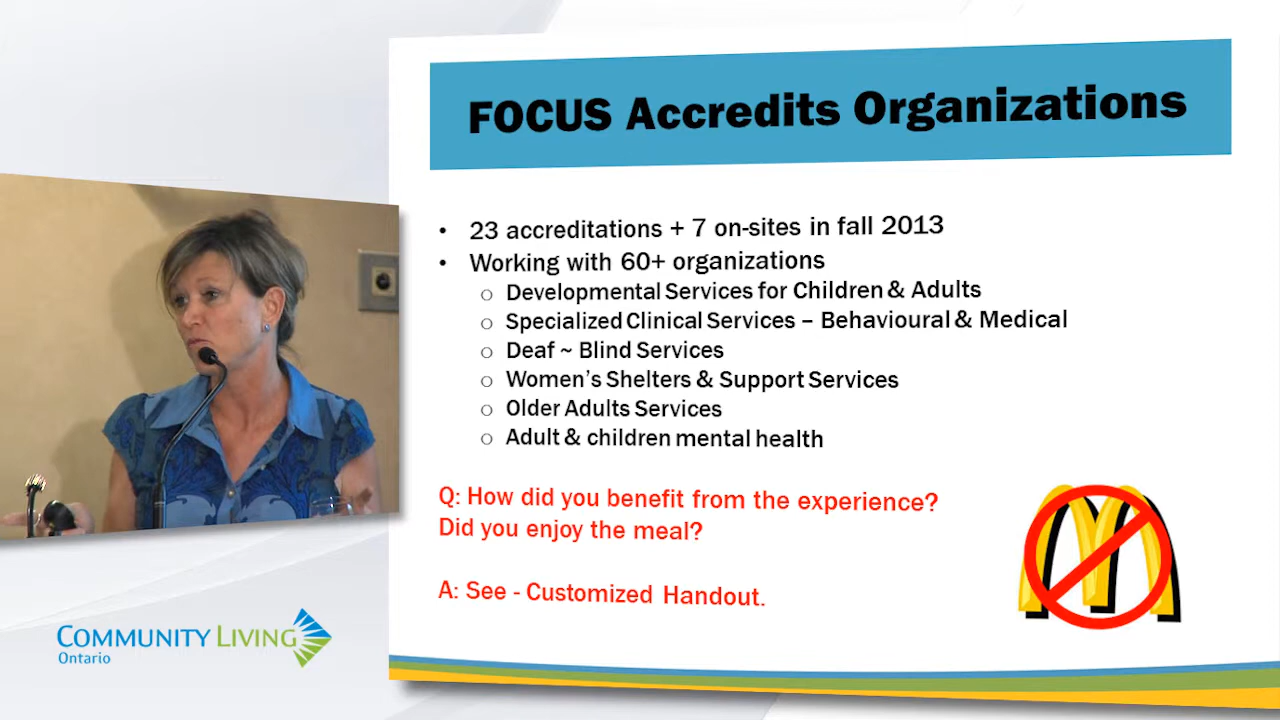 FOCUS Accredits Organizations
• 23 accreditations + 7 on-sites in fall 2013
• Working with 60+ organizations
o Developmental Services for Children & Adults
o Specialized Clinical Services – Behavioural & Medical
o Deaf ~ Blind Services
o Women's Shelters & Support Services
o Older Adults Services
o Adult & children mental health
Q: How did you benefit from the experience?
Did you enjoy the meal?
A: See - Customized Handout.
COMMUNITY LIVING
Ontario